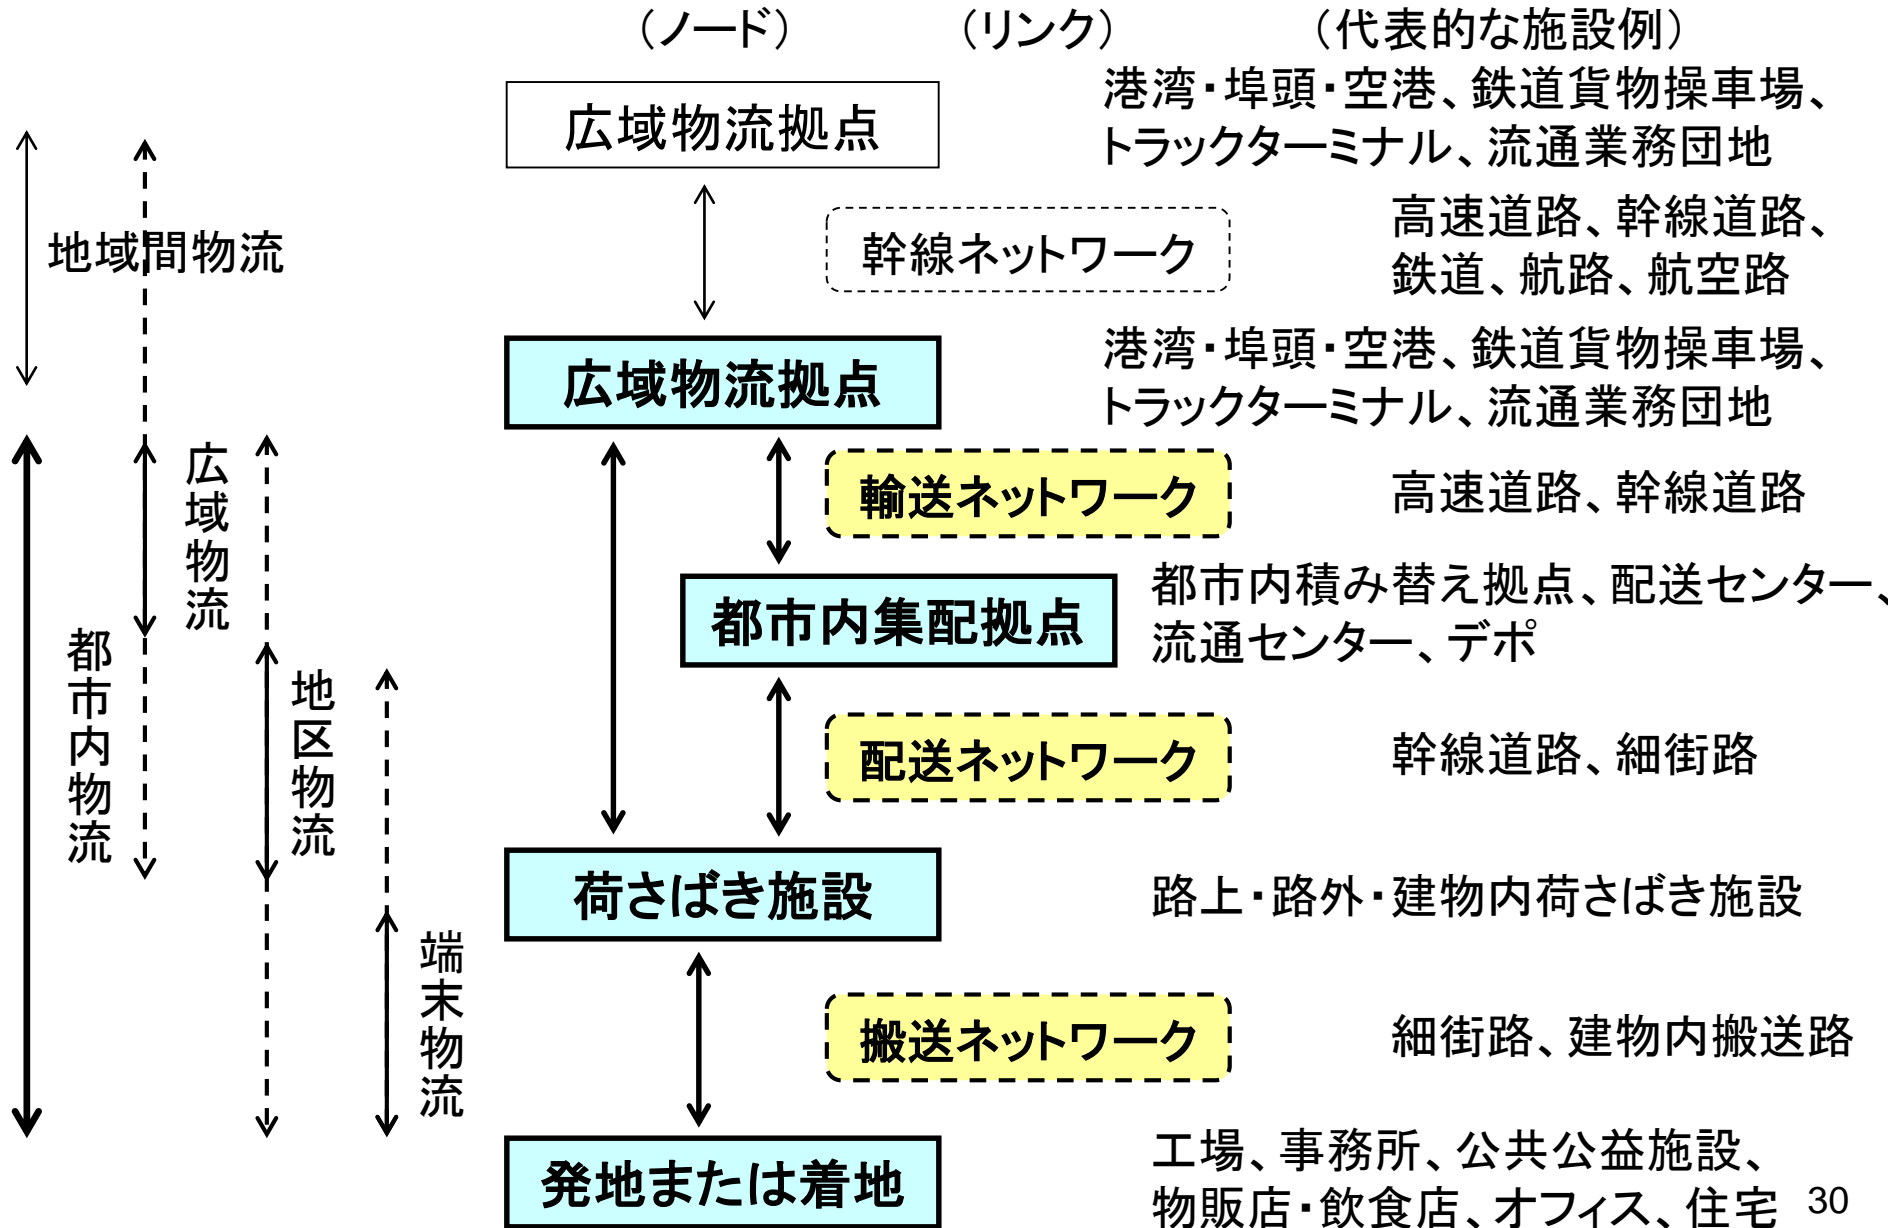 （ノード）
（リンク）
（代表的な施設例）
広域物流拠点
港湾・埠頭・空港、鉄道貨物操車場、
トラックターミナル、流通業務団地
地域間物流
幹線ネットワーク
高速道路、幹線道路、
鉄道、航路、航空路
広域物流拠点
港湾・埠頭・空港、鉄道貨物操車場、
トラックターミナル、流通業務団地
広域物流
輸送ネットワーク
高速道路、幹線道路
都市内集配拠点
都市内積み替え拠点、配送センター、
流通センター、デポ
都市内物流
地区物流
配送ネットワーク
幹線道路、細街路
荷さばき施設
路上・路外・建物内荷さばき施設
端末物流
搬送ネットワーク
細街路、建物内搬送路
発地または着地
工場、事務所、公共公益施設、
物販店・飲食店、オフィス、住宅
30